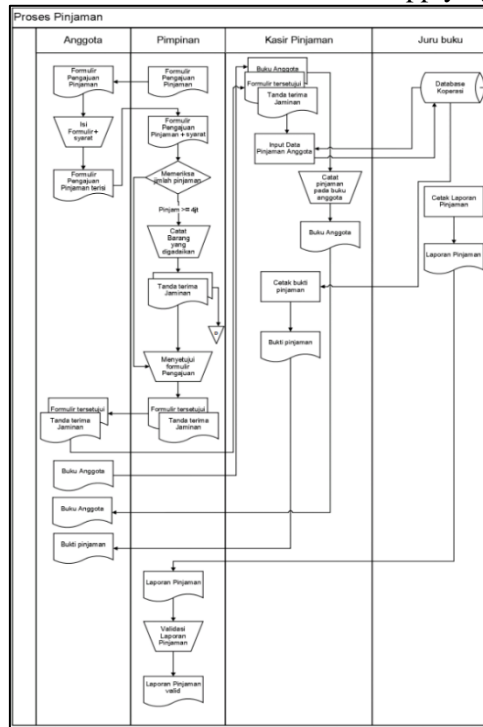 Proses Pinjaman
Anggota
Pimpinan
Kasir Pinjaman
Juru buku
Formulir
Pengajuan
Pinjaman
Formulir
Pengajuan
Pinjaman
Isi
Formulir+
syarat
Formulir
Pengajuan
Pinjaman terisi
Formulir
Pengajuan
Pinjaman + syarat
Memeriksa
jmlah pinjaman
Pinjam >= 4jt
Catat
Barang
yang
digadaikan
Tanda terima
Jaminan
Menyetujui
formulir
Pengajuan
Formulir tersetujui
Tanda terima
Jaminan
Formulir tersetujui
Tanda terima
Jaminan
Buku Anggota
Buku Anggota
Bukti pinjaman
Laporan Pinjaman
Validasi
Laporan
Pinjaman
Laporan Pinjaman
valid
Buku Anggota
Formulir tersetujui
Tanda terima
Jaminan
Input Data
Pinjaman Anggota
Catat
pinjaman
pada buku
anggota
Buku Anggota
Cetak bukti
pinjaman
Bukti pinjaman
Database
Koperasi
Cetak Laporan
Pinjaman
Laporan Pinjaman